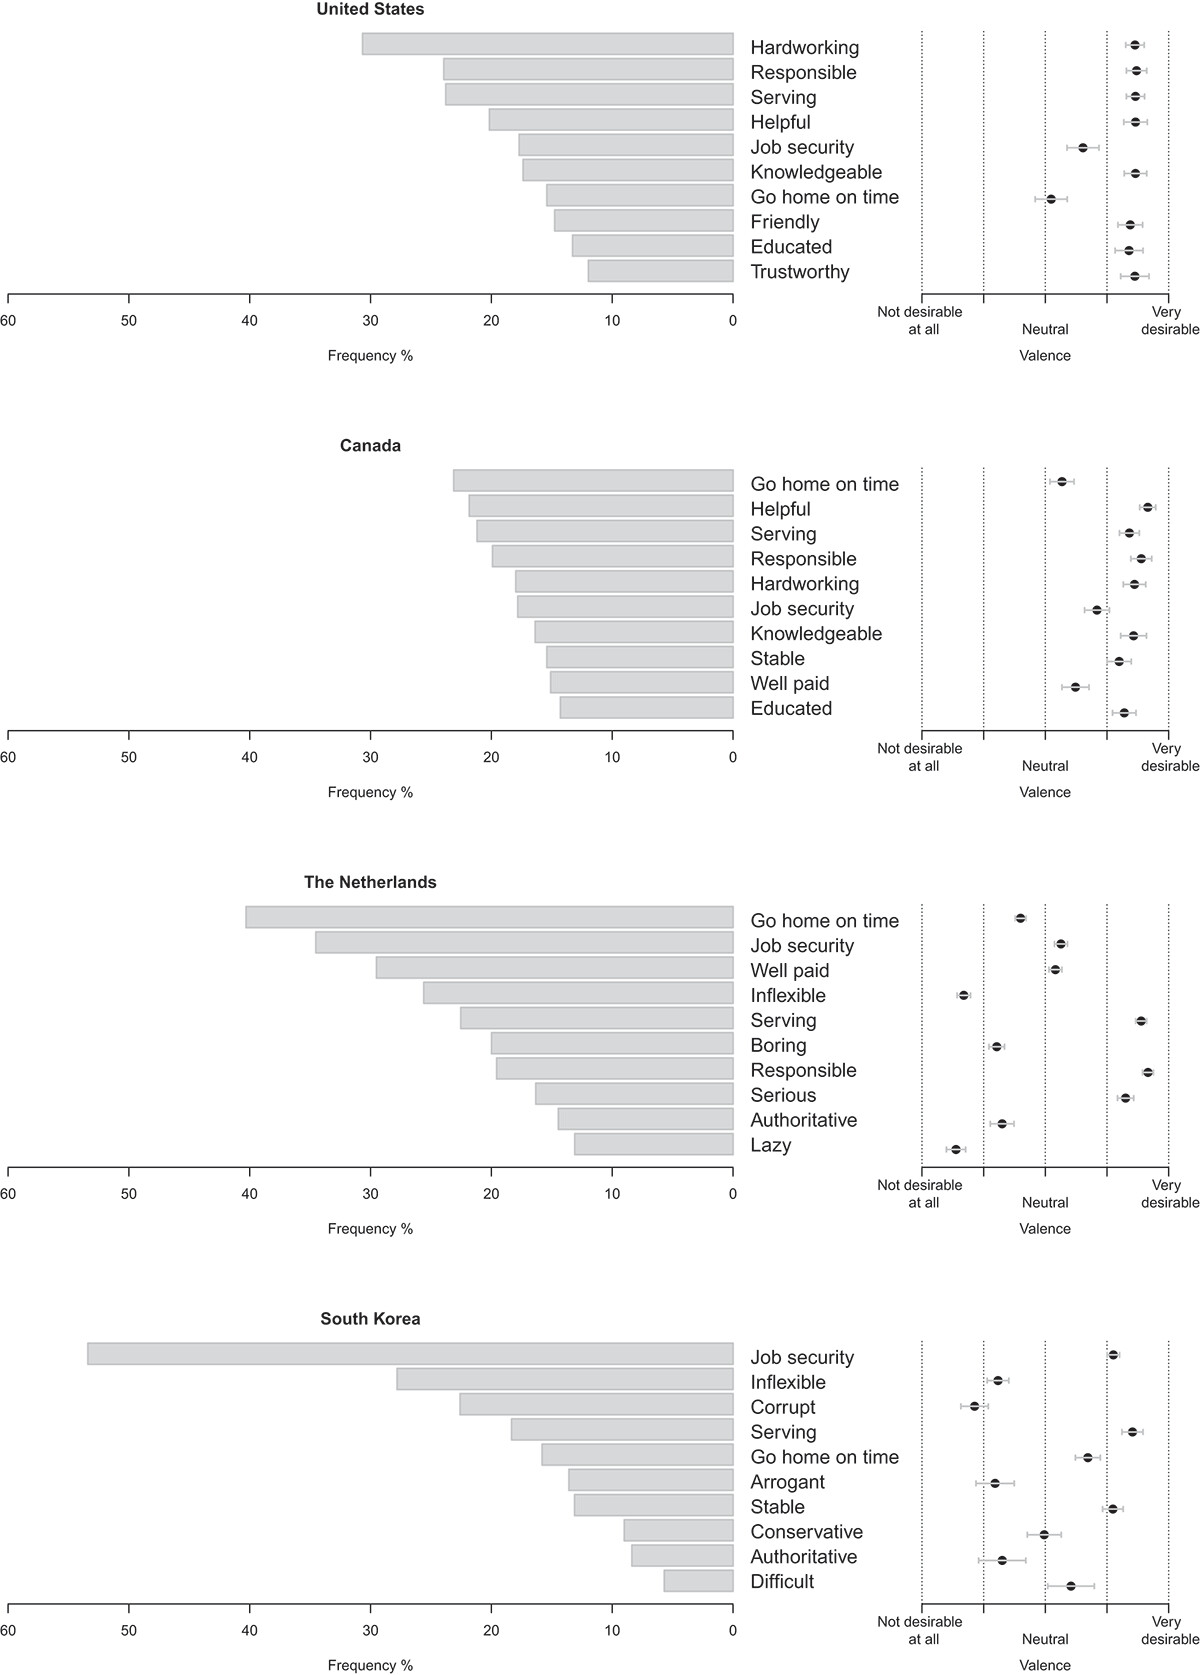 United States
Hardworking
Responsible
Serving
Helpful
Job security
Knowledgeable
Go home on time
Friendly
Educated
Trustworthy
60 50 40 30 20 10 0
Frequency %
Not desirable at all
Neutral
Very desirable
Valence
Canada
Go home on time
Helpful
Serving
Responsible
Hardworking
Job security
Knowledgeable
Stable
Well paid
Educated
60 50 40 30 20 10 0
Frequency %
Not desirable at all
Neutral
Very desirable
Valence
The Netherlands
Go home on time
Job security
Well paid
Inflexible
Serving
Boring
Responsible
Serious
Authoritative
Lazy
60 50 40 30 20 10 0
Frequency %
Not desirable at all
Neutral
Very desirable
Valence
South Korea
Job security
Inflexible
Corrupt
Serving
Go home on time
Arrogant
Stable
Conservative
Authoritative
Difficult
60 50 40 30 20 10 0
Frequency %
Not desirable at all
Neutral
Very desirable
Valence